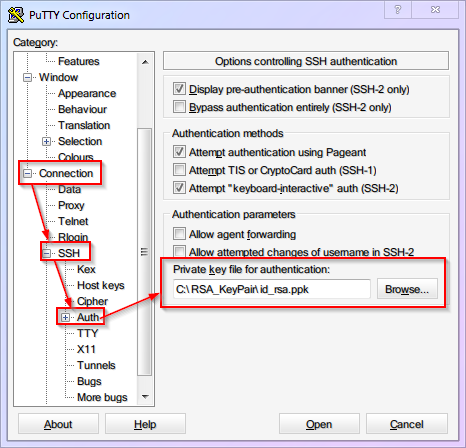 PuTTY Configuration
Category:
Features
Window
Appearance
Behaviour
Translation
Selection
Colours
Connection
Data
Proxy
Telnet
Rlogin
SSH
Kex
Host keys
Cipher
Auth
TTY
X11
Tunnels
Bugs
More bugs
Options controlling SSH authentication
Display pre-authentication banner (SSH-2 only)
Bypass authentication entirely (SSH-2 only)
Authentication methods
Attempt authentication using Pageant
Attempt TIS or CryptoCard auth (SSH-1)
Attempt "keyboard-interactive" auth (SSH-2)
Authentication parameters
Allow agent forwarding
Allow attempted changes of username in SSH-2
Private key file for authentication:
C:\ RSA_KeyPair\ id_rsa.ppk
Browse...
About
Help
Open
Cancel